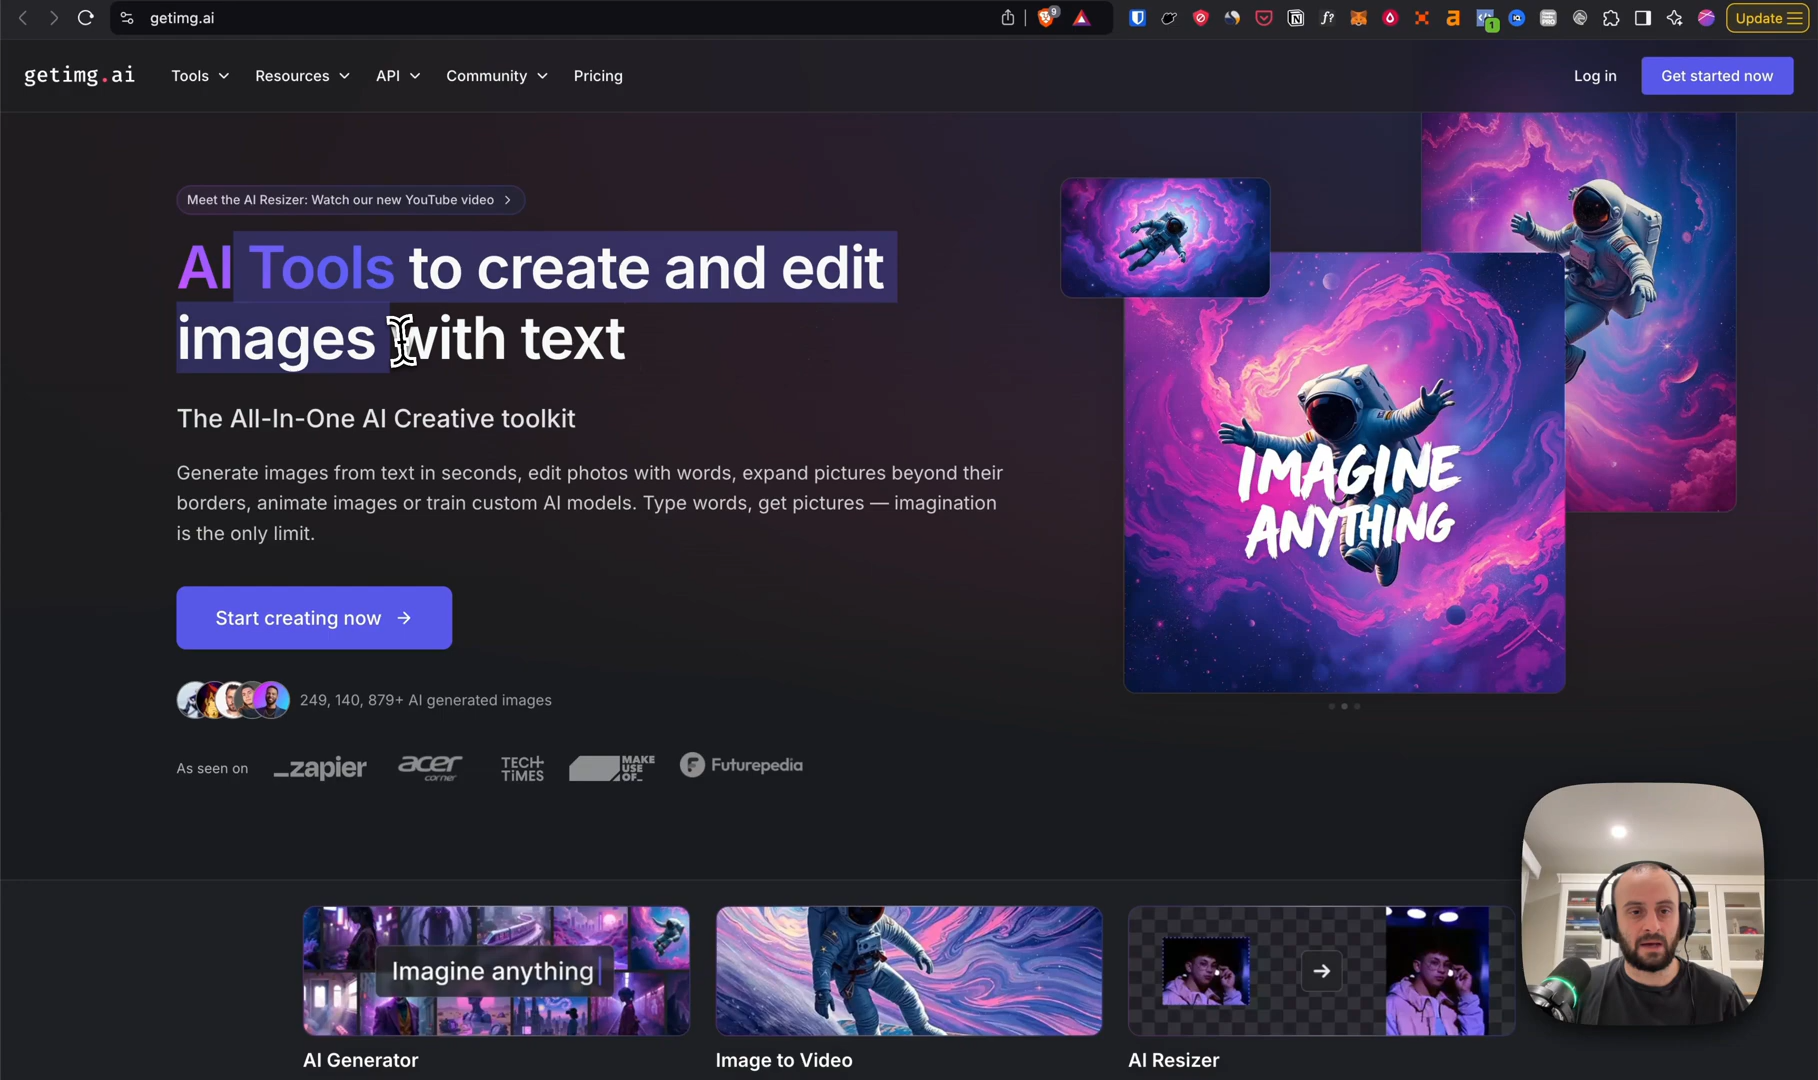 getimg.ai
9
1
Update
getimg.ai
Tools
Resources
API
Community
Pricing
Log in
Get started now
Meet the AI Resizer: Watch our new YouTube video
AI Tools to create and edit
images with text
The All-In-One AI Creative toolkit
Generate images from text in seconds, edit photos with words, expand pictures beyond their
borders, animate images or train custom AI models. Type words, get pictures — imagination
is the only limit.
Start creating now
249, 140, 879+ AI generated images
As seen on
zapier
acer
corner
TECH
TiMES
MAKE
USE
OF_
Futurepedia
IMAGINE
ANYTHING
Imagine anything
AI Generator
Image to Video
AI Resizer